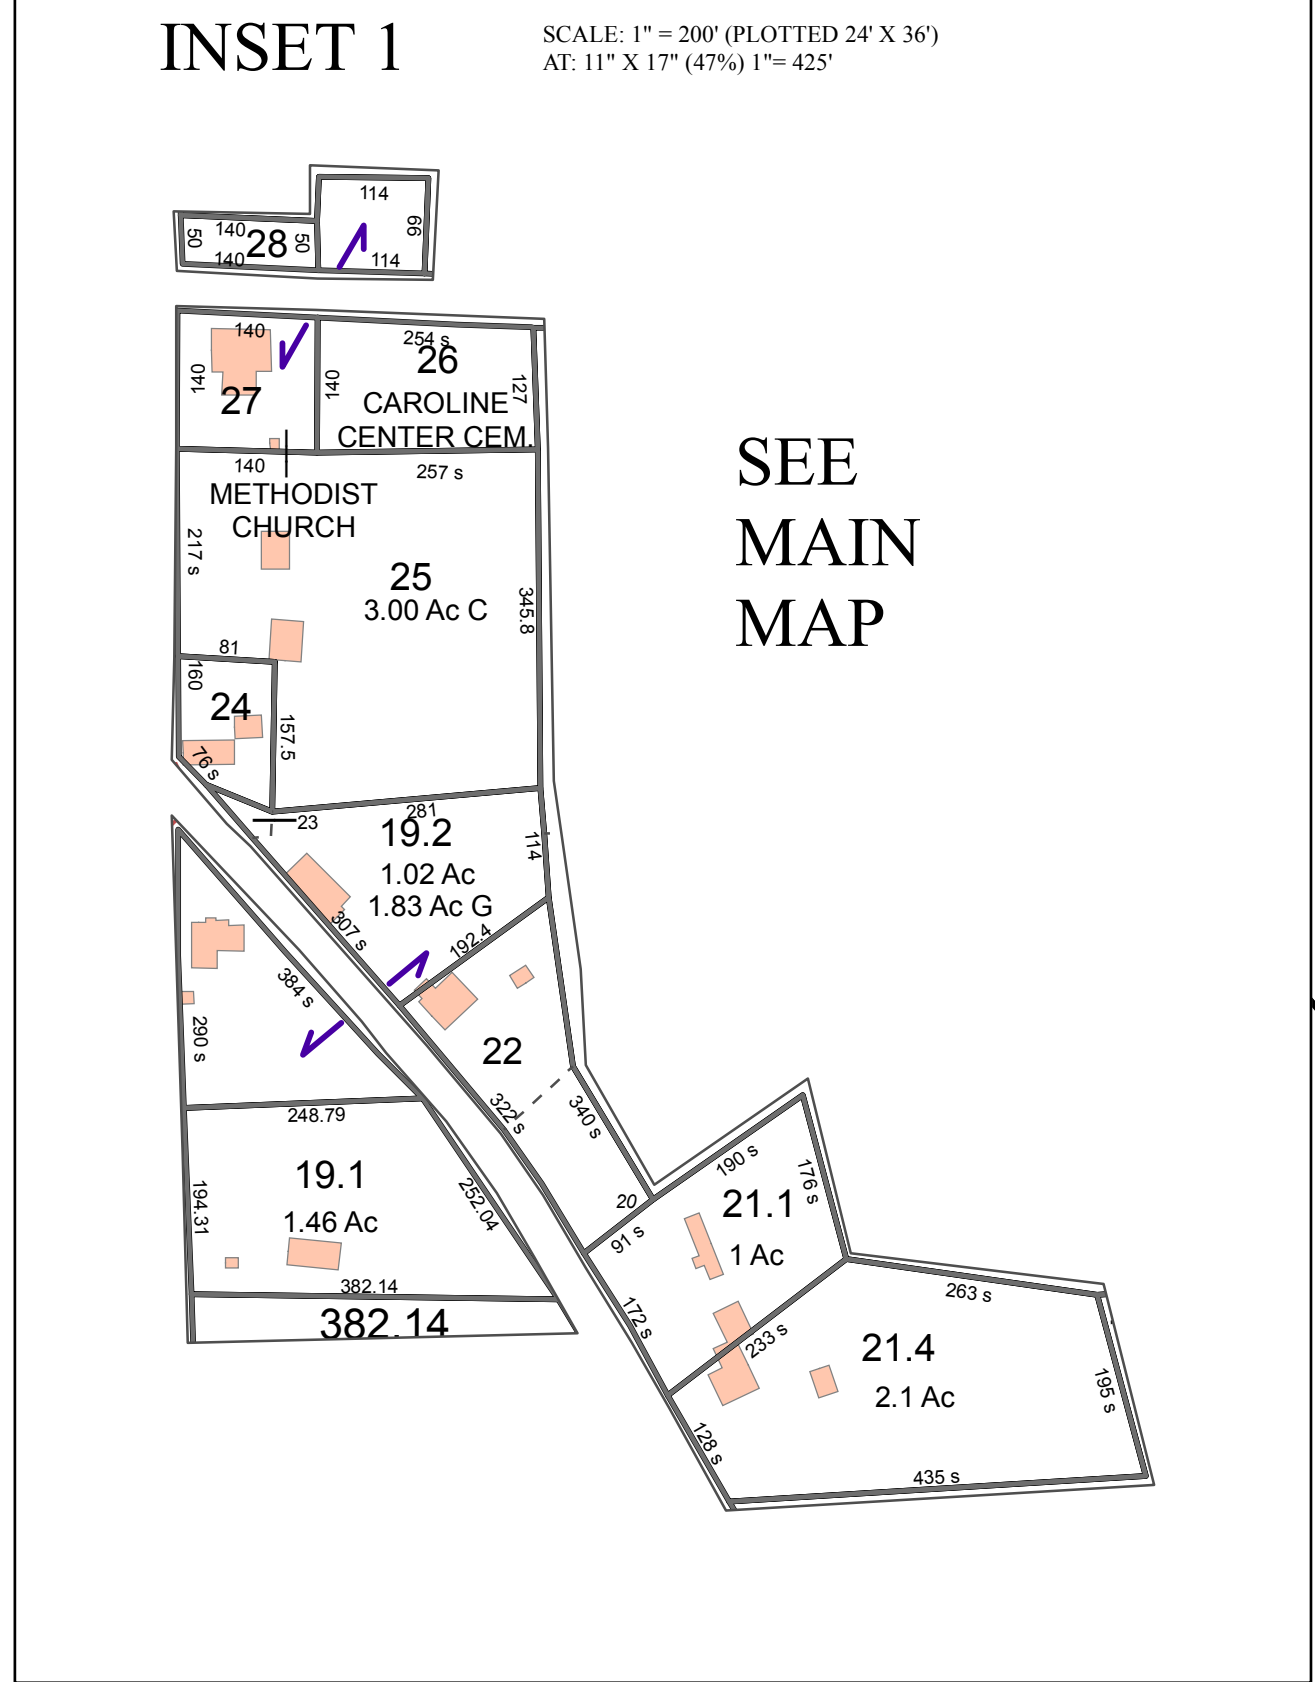 INSET 1
SCALE: 1" = 200' (PLOTTED 24' X 36')
AT: 11" X 17" (47%) 1"= 425'
114
66
114
50
140
28
50
140
140
140
27
254 s
26
140
127
CAROLINE
CENTER CEM.
140
257 s
METHODIST
CHURCH
SEE
MAIN
MAP
217 s
25
3.00 Ac C
345.8
81
160
24
157.5
76 s
281
23
19.2
114
1.02 Ac
1.83 Ac G
307 s
192.4
384 s
290 s
22
322 s
340 s
248.79
190 s
176 s
19.1
194.31
252.04
20
21.1
1.46 Ac
91 s
1 Ac
382.14
382.14
263 s
172 s
233 s
21.4
2.1 Ac
195 s
128 s
435 s